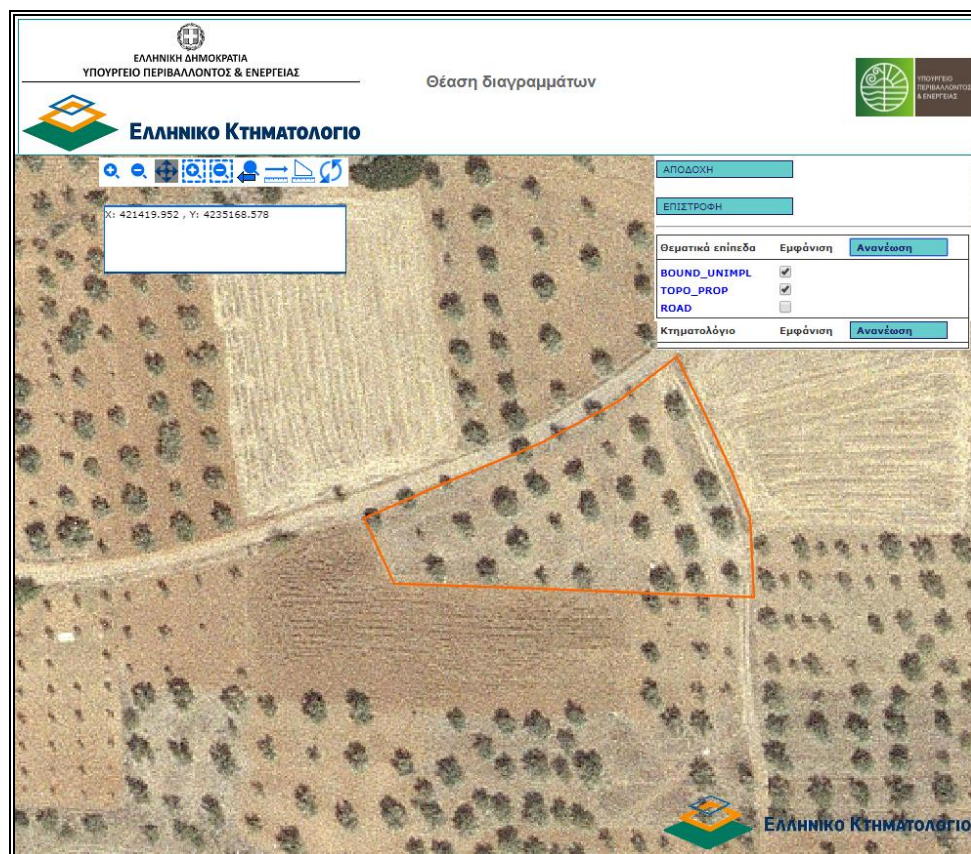 ΕΛΛΗΝΙΚΗ ΔΗΜΟΚΡΑΤΙΑ
ΥΠΟΥΡΓΕΙΟ ΠΕΡΙΒΑΛΛΟΝΤΟΣ & ΕΝΕΡΓΕΙΑΣ
Θέαση διαγραμμάτων
ΥΠΟΥΡΓΕΙΟ
ΠΕΡΙΒΑΛΛΟΝΤΟΣ
& ΕΝΕΡΓΕΙΑΣ
ΕΛΛΗΝΙΚΟ ΚΤΗΜΑΤΟΛΟΓΙΟ
X: 421419.952 , Y: 4235168.578
ΑΠΟΔΟΧΗ
ΕΠΙΣΤΡΟΦΗ
Θεματικά επίπεδα Εμφάνιση Ανανέωση
BOUND_UNIMPL
TOPO_PROP
ROAD
Κτηματολόγιο Εμφάνιση Ανανέωση
ΕΛΛΗΝΙΚΟ ΚΤΗΜΑΤΟΛΟΓΙΟ